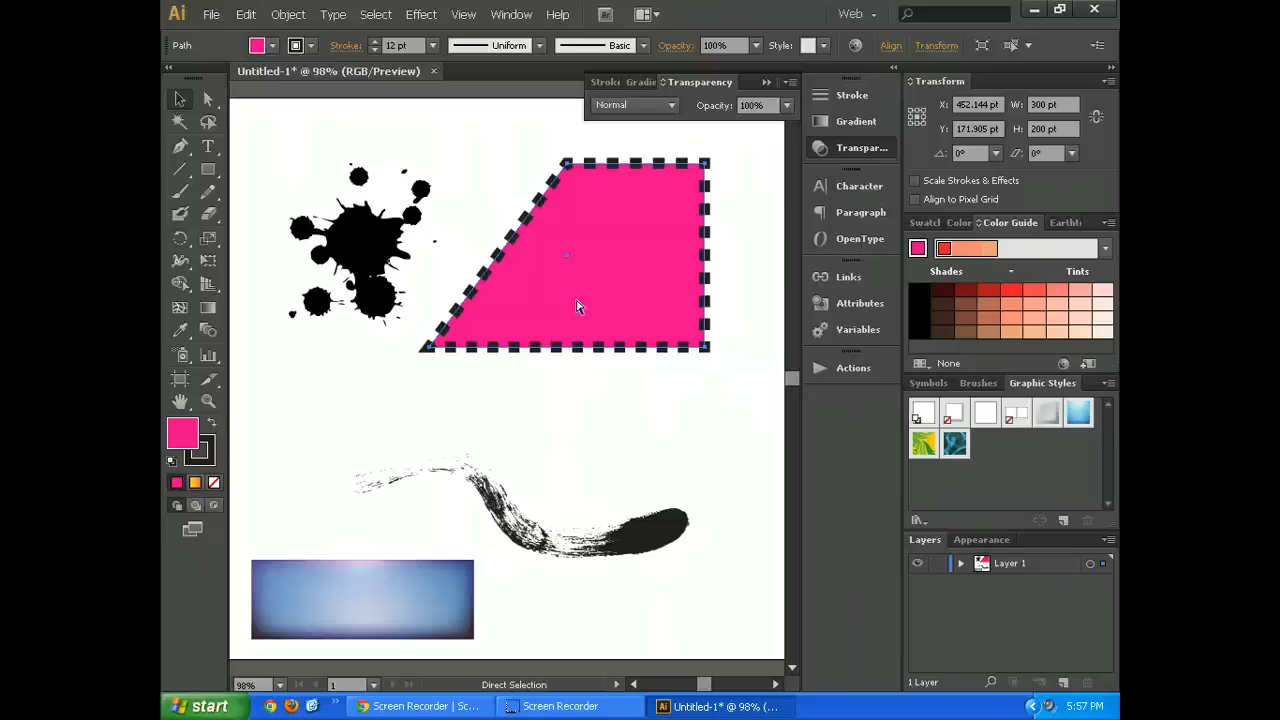 Ai File Edit Object Type Select Effect View Window Help Br Web
Path Stroke: 12 pt Uniform Basic Opacity: 100% Style: Align Transform
Untitled-1* @ 98% (RGB/Preview) ×
Stroke Gradie Transparency
Normal Opacity: 100%
Stroke
Gradient
Transpar...
Character
Paragraph
OpenType
Links
Attributes
Variables
Actions
Transform
X: 452.144 pt W: 300 pt
Y: 171.905 pt H: 200 pt
0° 0°
Scale Strokes & Effects
Align to Pixel Grid
Swatcl Color Color Guide Earthto
Shades Tints
None
Symbols Brushes Graphic Styles
Layers Appearance
Layer 1
1 Layer
98% 1 Direct Selection
start Screen Recorder | Sc... Screen Recorder Ai Untitled-1* @ 98% (... 5:57 PM